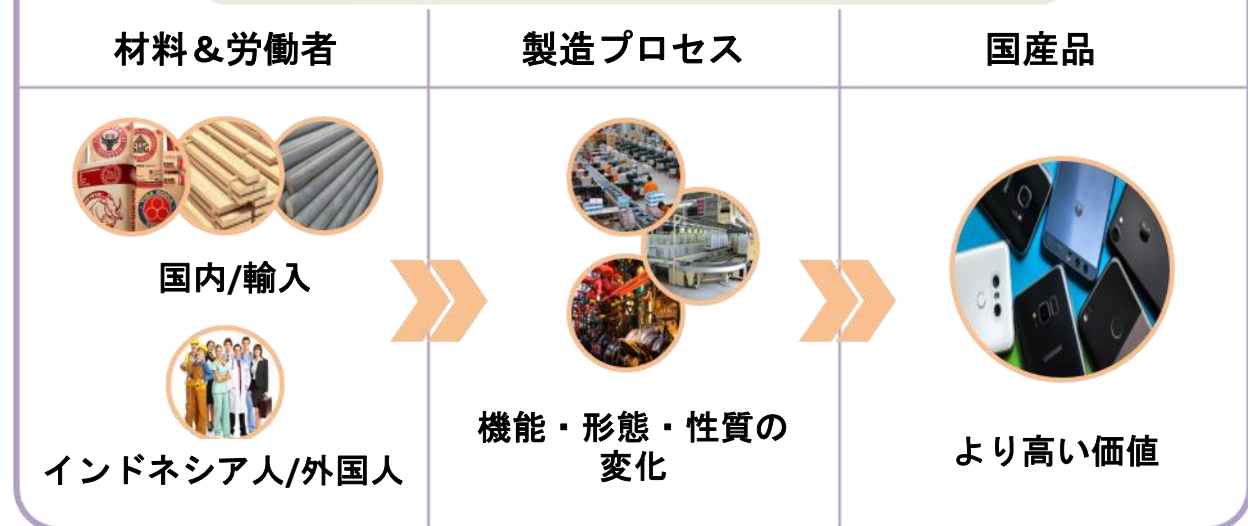 材料＆労働者
製造プロセス
国産品
国内/輸入
インドネシア人/外国人
機能・形態・性質の
変化
より高い価値
SAMSUNG